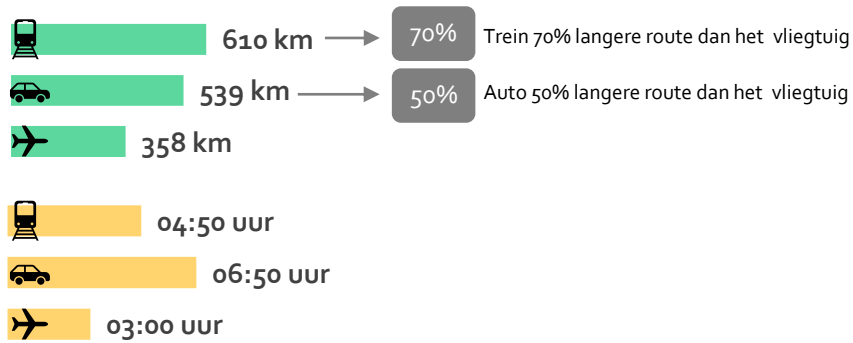 610 km 70% Trein 70% langere route dan het vliegtuig
539 km 50% Auto 50% langere route dan het vliegtuig
358 km
04:50 uur
06:50 uur
03:00 uur